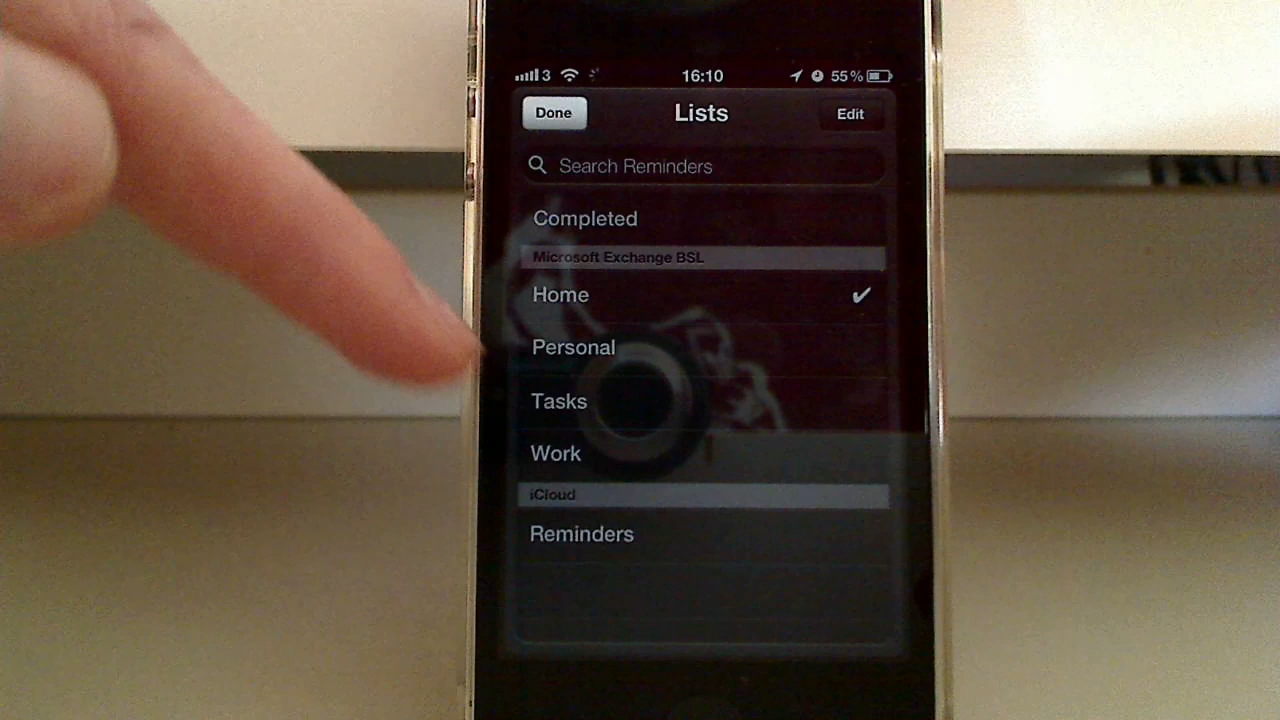 3 16:10 55%
Done Lists Edit
Search Reminders
Completed
Microsoft Exchange BSL
Home
Personal
Tasks
Work
iCloud
Reminders